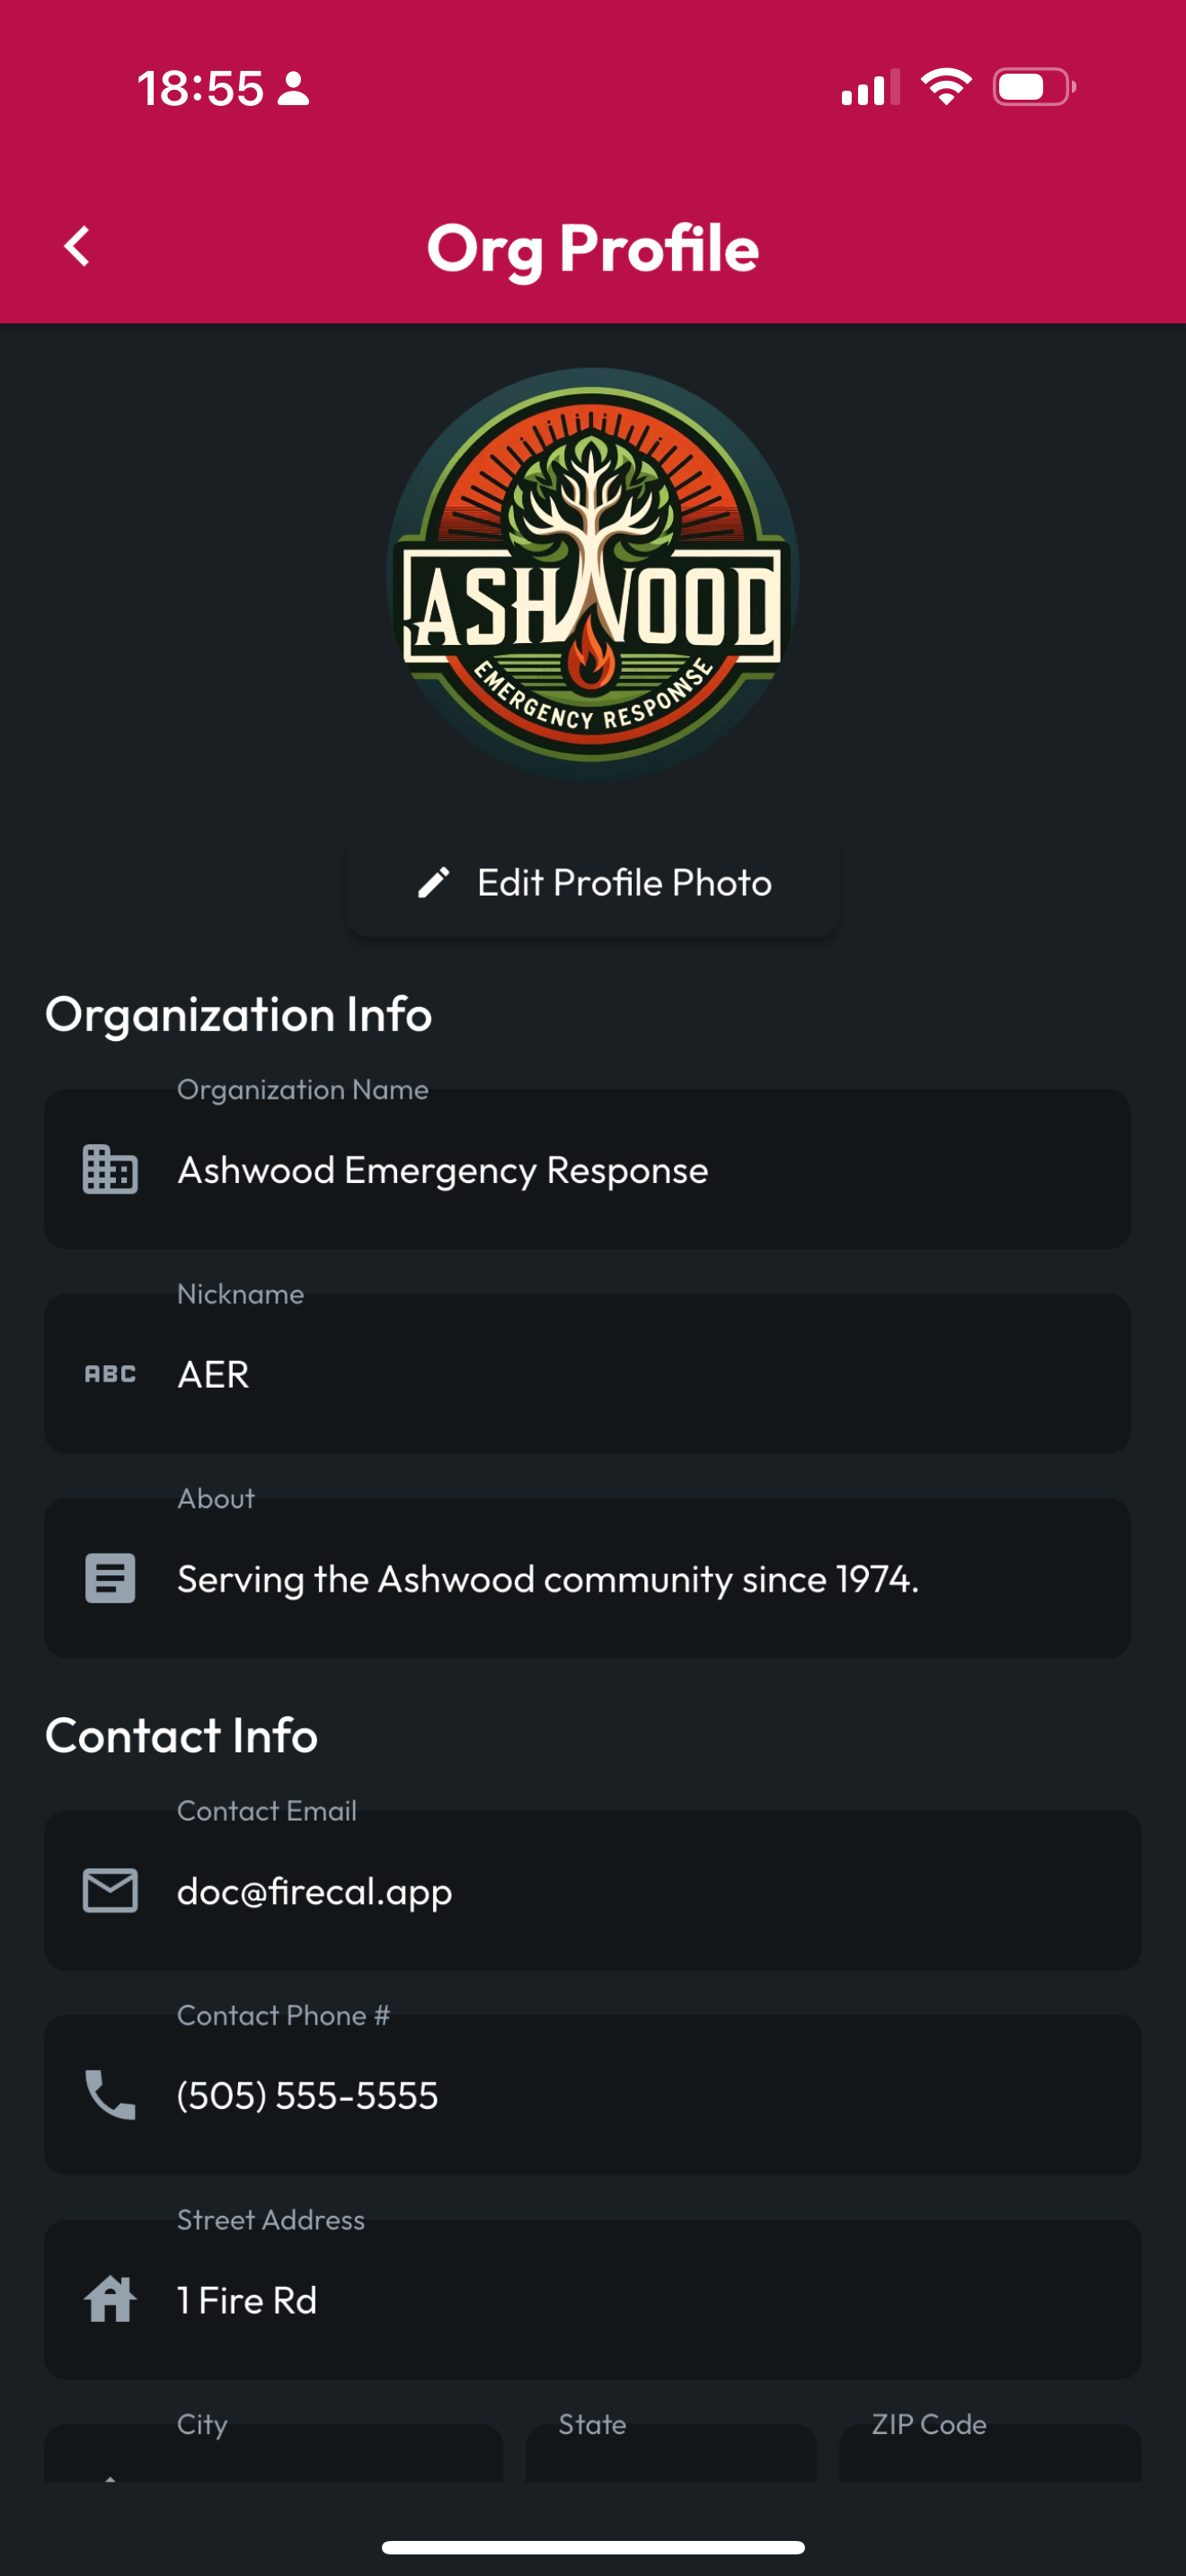 18:55
Org Profile
ASHWOOD
EMERGENCY RESPONSE
Edit Profile Photo
Organization Info
Organization Name
Ashwood Emergency Response
Nickname
ABC AER
About
Serving the Ashwood community since 1974.
Contact Info
Contact Email
doc@firecal.app
Contact Phone #
(505) 555-5555
Street Address
1 Fire Rd
City State ZIP Code